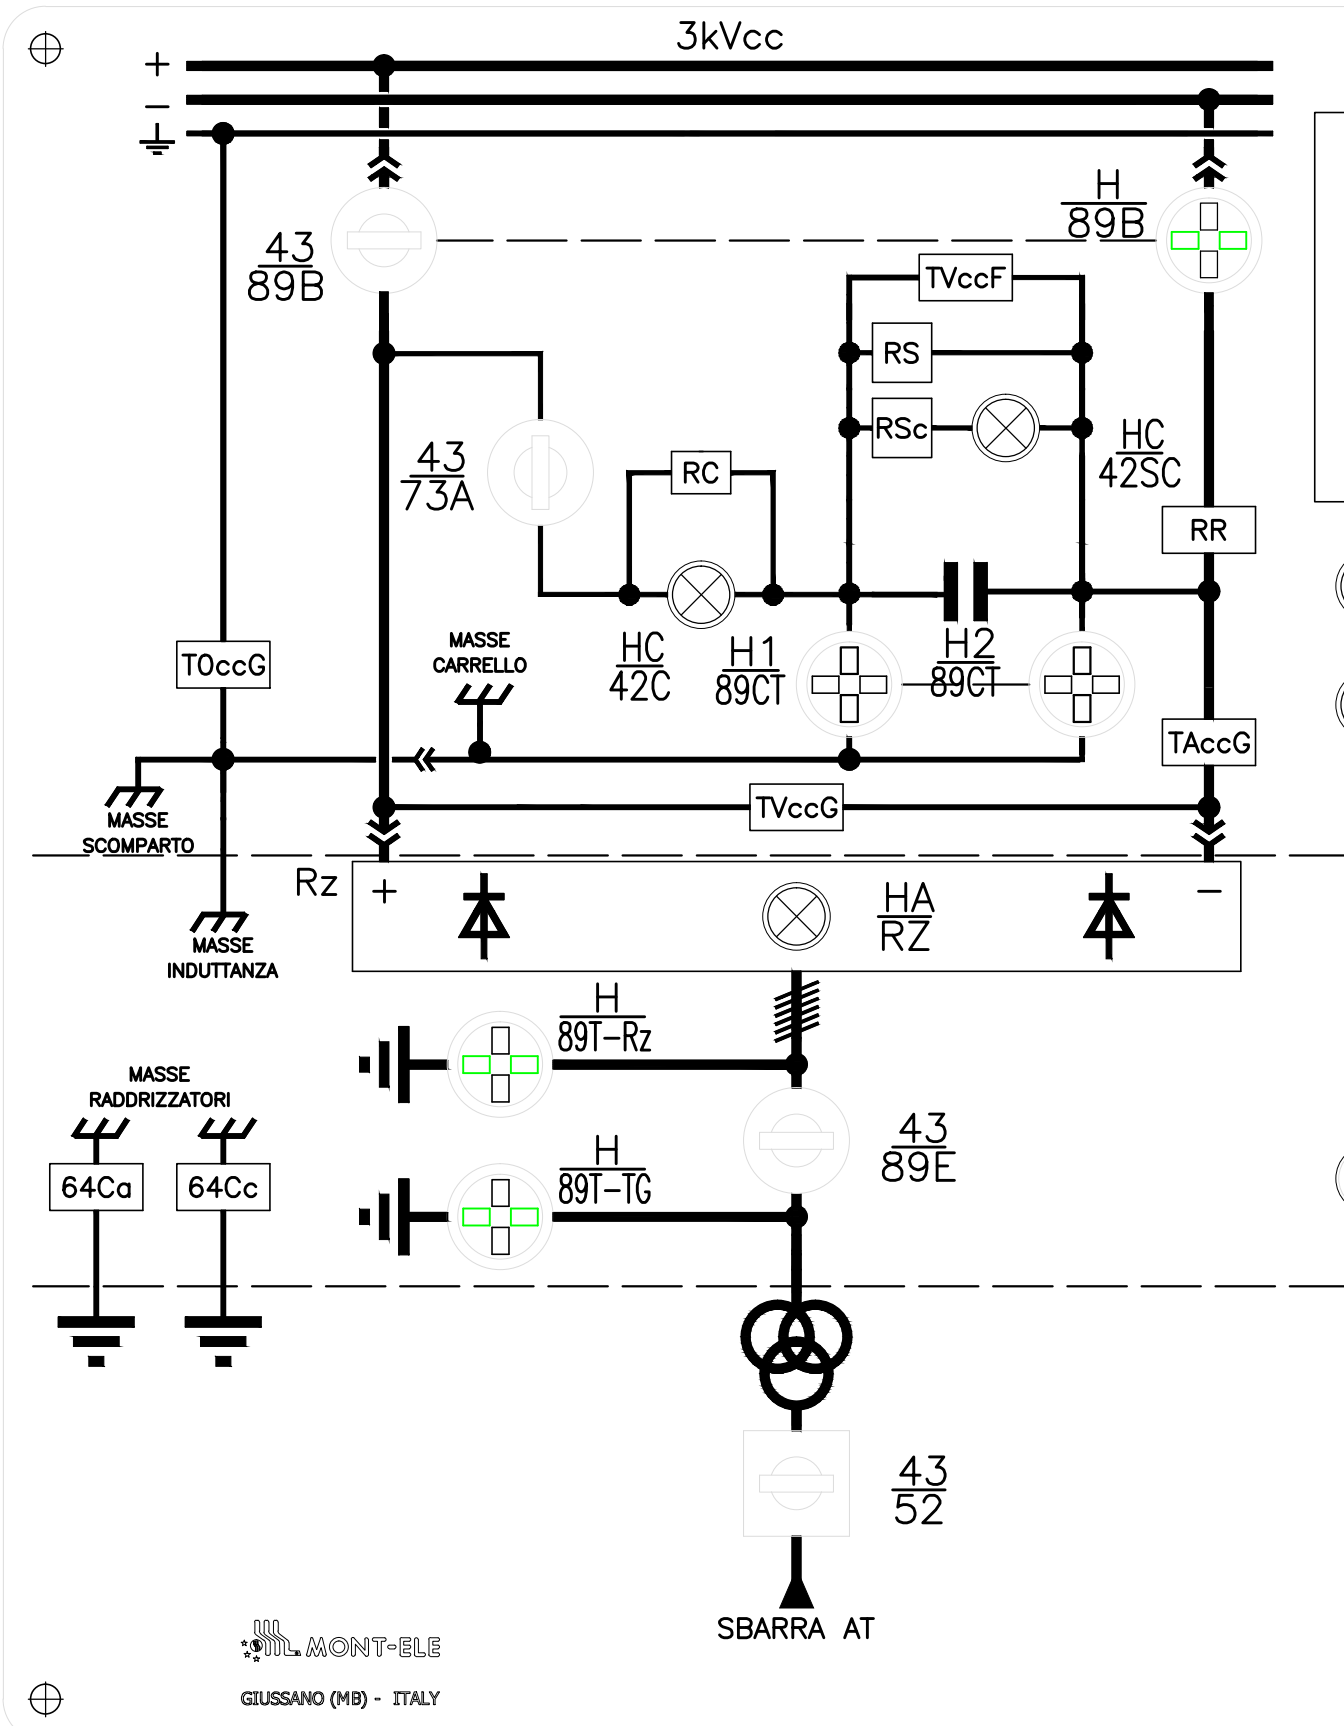 3kVcc
+
−
H
89B
43
89B
TVccF
RS
RSc
43
73A
RC
HC
42SC
RR
MASSE
CARRELLO
HC
42C
H1
89CT
H2
89CT
TOccG
TAccG
TVccG
MASSE
SCOMPARTO
Rz
+
HA
RZ
−
MASSE
INDUTTANZA
H
89T-Rz
MASSE
RADDRIZZATORI
43
89E
H
89T-TG
64Ca
64Cc
43
52
SBARRA AT
MONT-ELE
GIUSSANO (MB) - ITALY